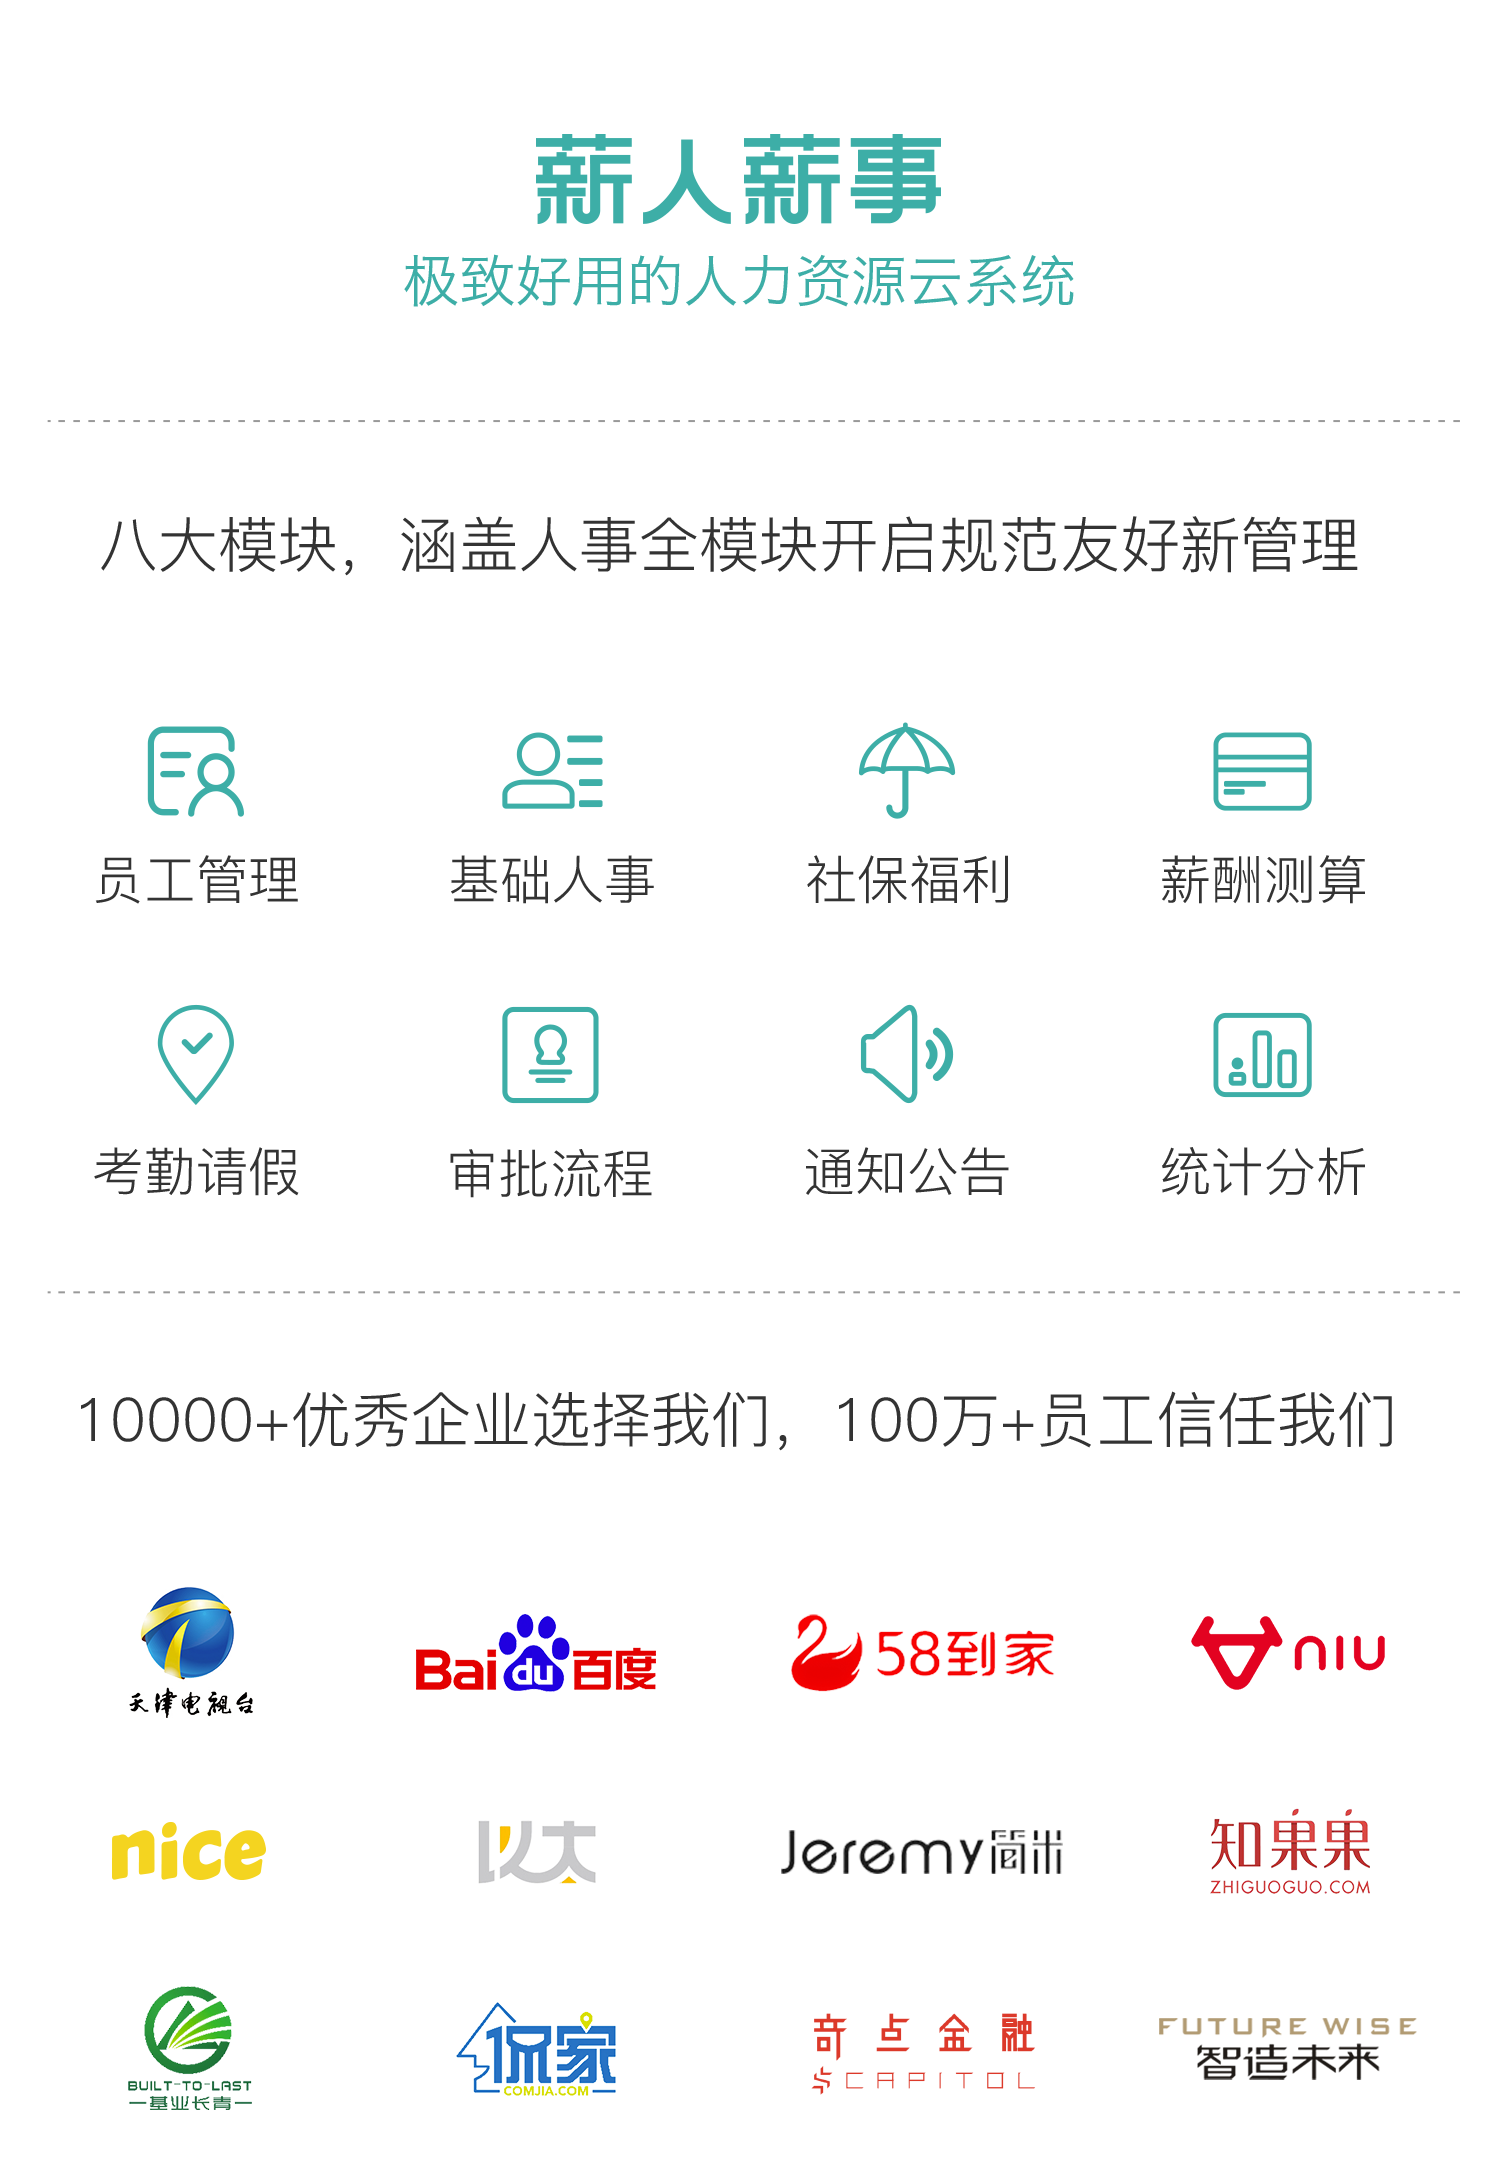 薪人薪事
极致好用的人力资源云系统
八大模块，涵盖人事全模块开启规范友好新管理
员工管理 基础人事 社保福利 薪酬测算
考勤请假 审批流程 通知公告 统计分析
10000+优秀企业选择我们，100万+员工信任我们
天津电视台 Baidu百度 58到家 NIU
nice 以太 Jeremy简米 知果果
ZHIGUOGUO.COM
BUILT-TO-LAST
基业长青
保家
COMJIA.COM
奇点金融
$CAPITOL
FUTURE WISE
智造未来